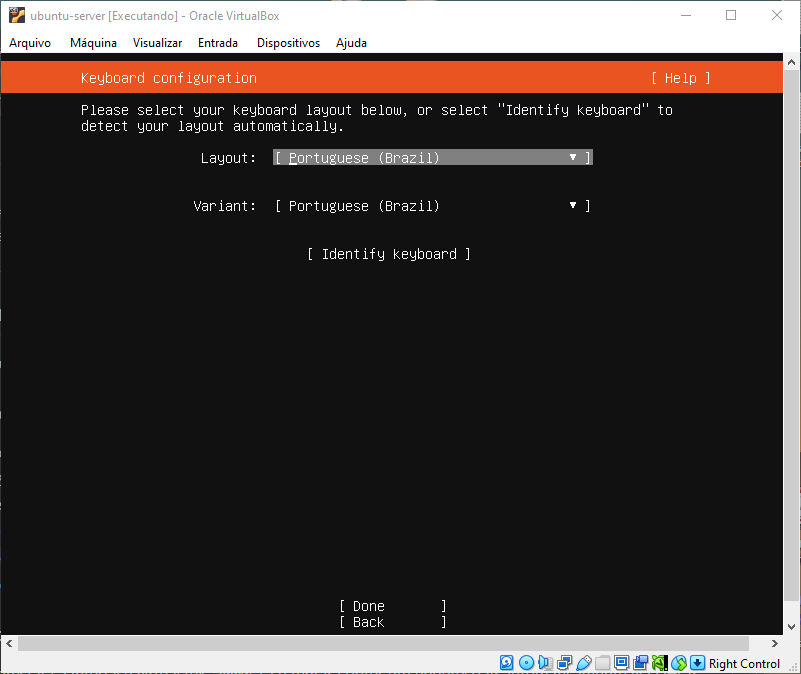 ubuntu-server [Executando] - Oracle VirtualBox
Arquivo Máquina Visualizar Entrada Dispositivos Ajuda
Keyboard configuration [ Help ]
Please select your keyboard layout below, or select "Identify keyboard" to
detect your layout automatically.
Layout: [ Portuguese (Brazil) ▼ ]
Variant: [ Portuguese (Brazil) ▼ ]
[ Identify keyboard ]
[ Done ]
[ Back ]
Right Control